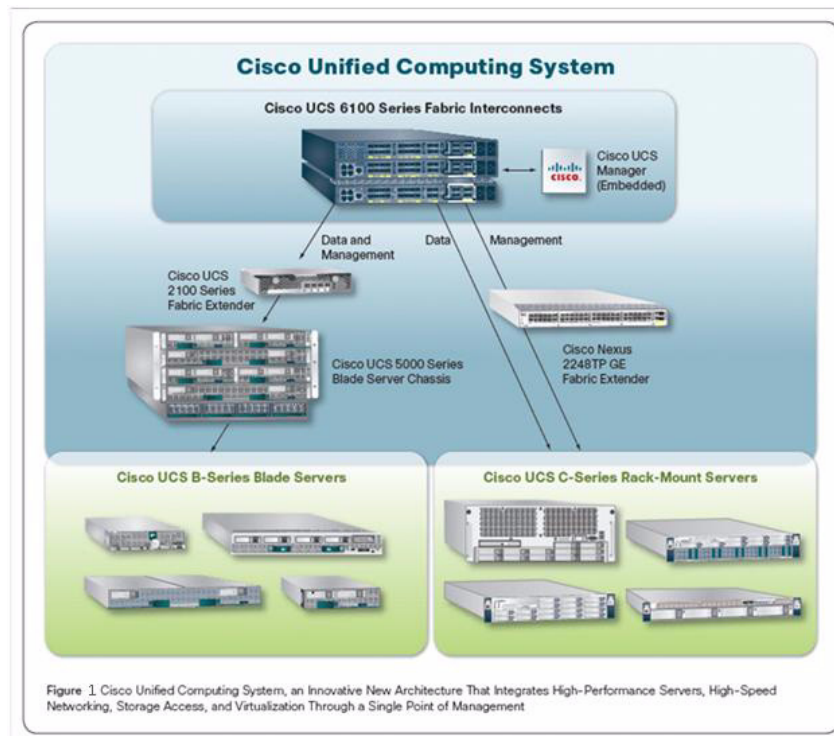 Cisco Unified Computing System
Cisco UCS 6100 Series Fabric Interconnects
CISCO.
Cisco UCS
Manager
(Embedded)
Data and
Management
Data
Management
Cisco UCS
2100 Series
Fabric Extender
Cisco Nexus
2248TP GE
Fabric Extender
Cisco UCS 5000 Series
Blade Server Chassis
Cisco UCS B-Series Blade Servers
Cisco UCS C-Series Rack-Mount Servers
Figure 1 Cisco Unified Computing System, an Innovative New Architecture That Integrates High-Performance Servers, High-Speed
Networking, Storage Access, and Virtualization Through a Single Point of Management